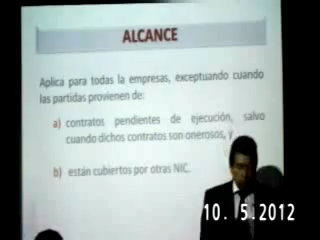 ALCANCE
Aplica para todas la empresas, exceptuando cuando
las partidas provienen de:
a) contratos pendientes de ejecución, salvo
cuando dichos contratos son onerosos, y
b) están cubiertos por otras NIC.
10. 5.2012